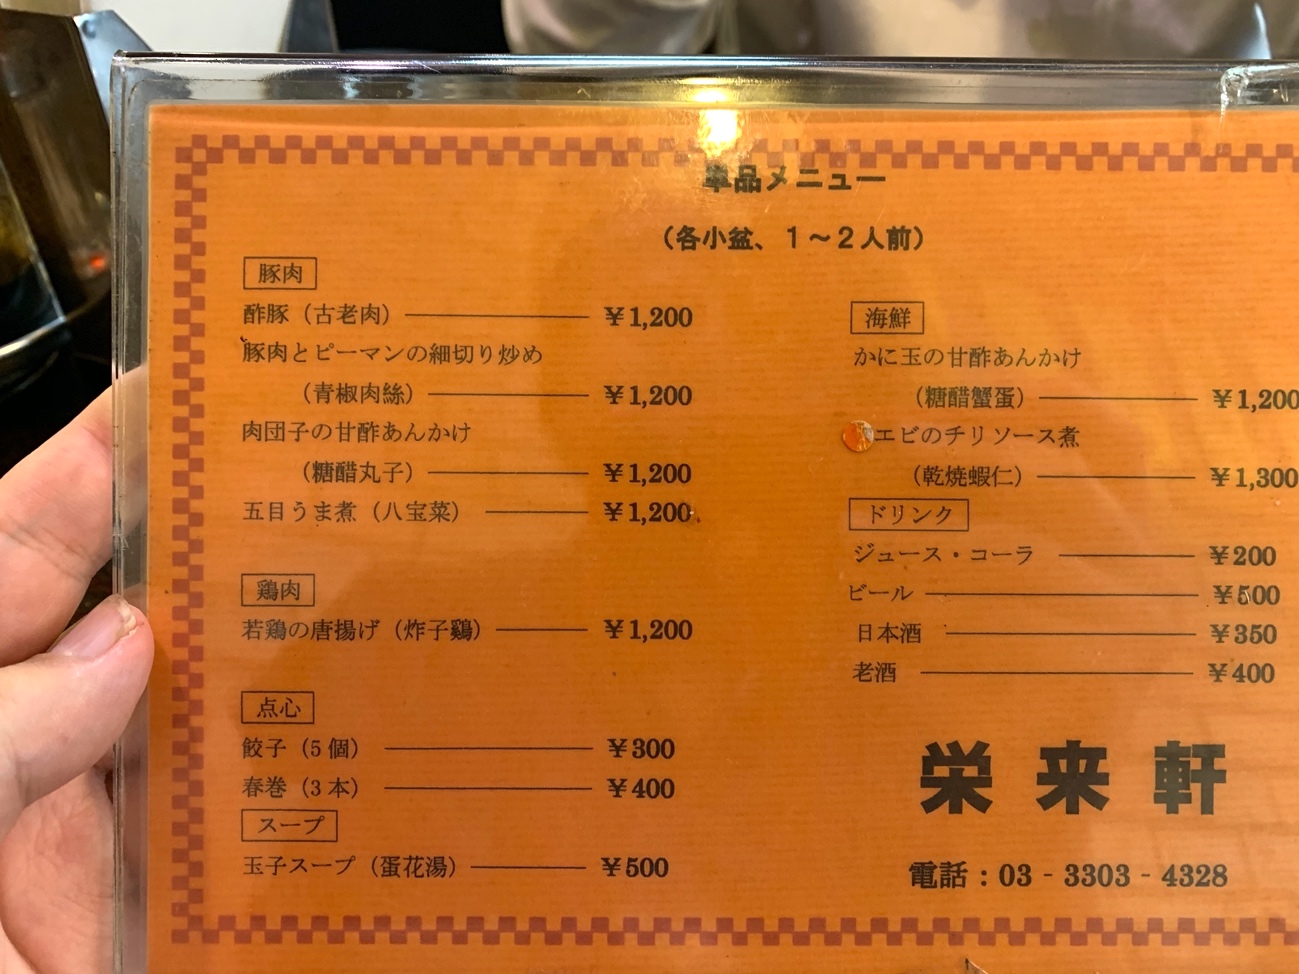 単品メニュー
（各小盆、１～２人前）
豚肉
酢豚（古老肉） ¥1,200
豚肉とピーマンの細切り炒め
（青椒肉絲） ¥1,200
肉団子の甘酢あんかけ
（糖醋丸子） ¥1,200
五目うま煮（八宝菜） ¥1,200
鶏肉
若鶏の唐揚げ（炸子鷄） ¥1,200
点心
餃子（5 個） ¥300
春巻（3 本） ¥400
スープ
玉子スープ（蛋花湯） ¥500
海鮮
かに玉の甘酢あんかけ
（糖醋蟹蛋） ¥1,200
エビのチリソース煮
（乾焼蝦仁） ¥1,300
ドリンク
ジュース・コーラ ¥200
ビール ¥500
日本酒 ¥350
老酒 ¥400
栄来軒
電話：03 - 3303 - 4328